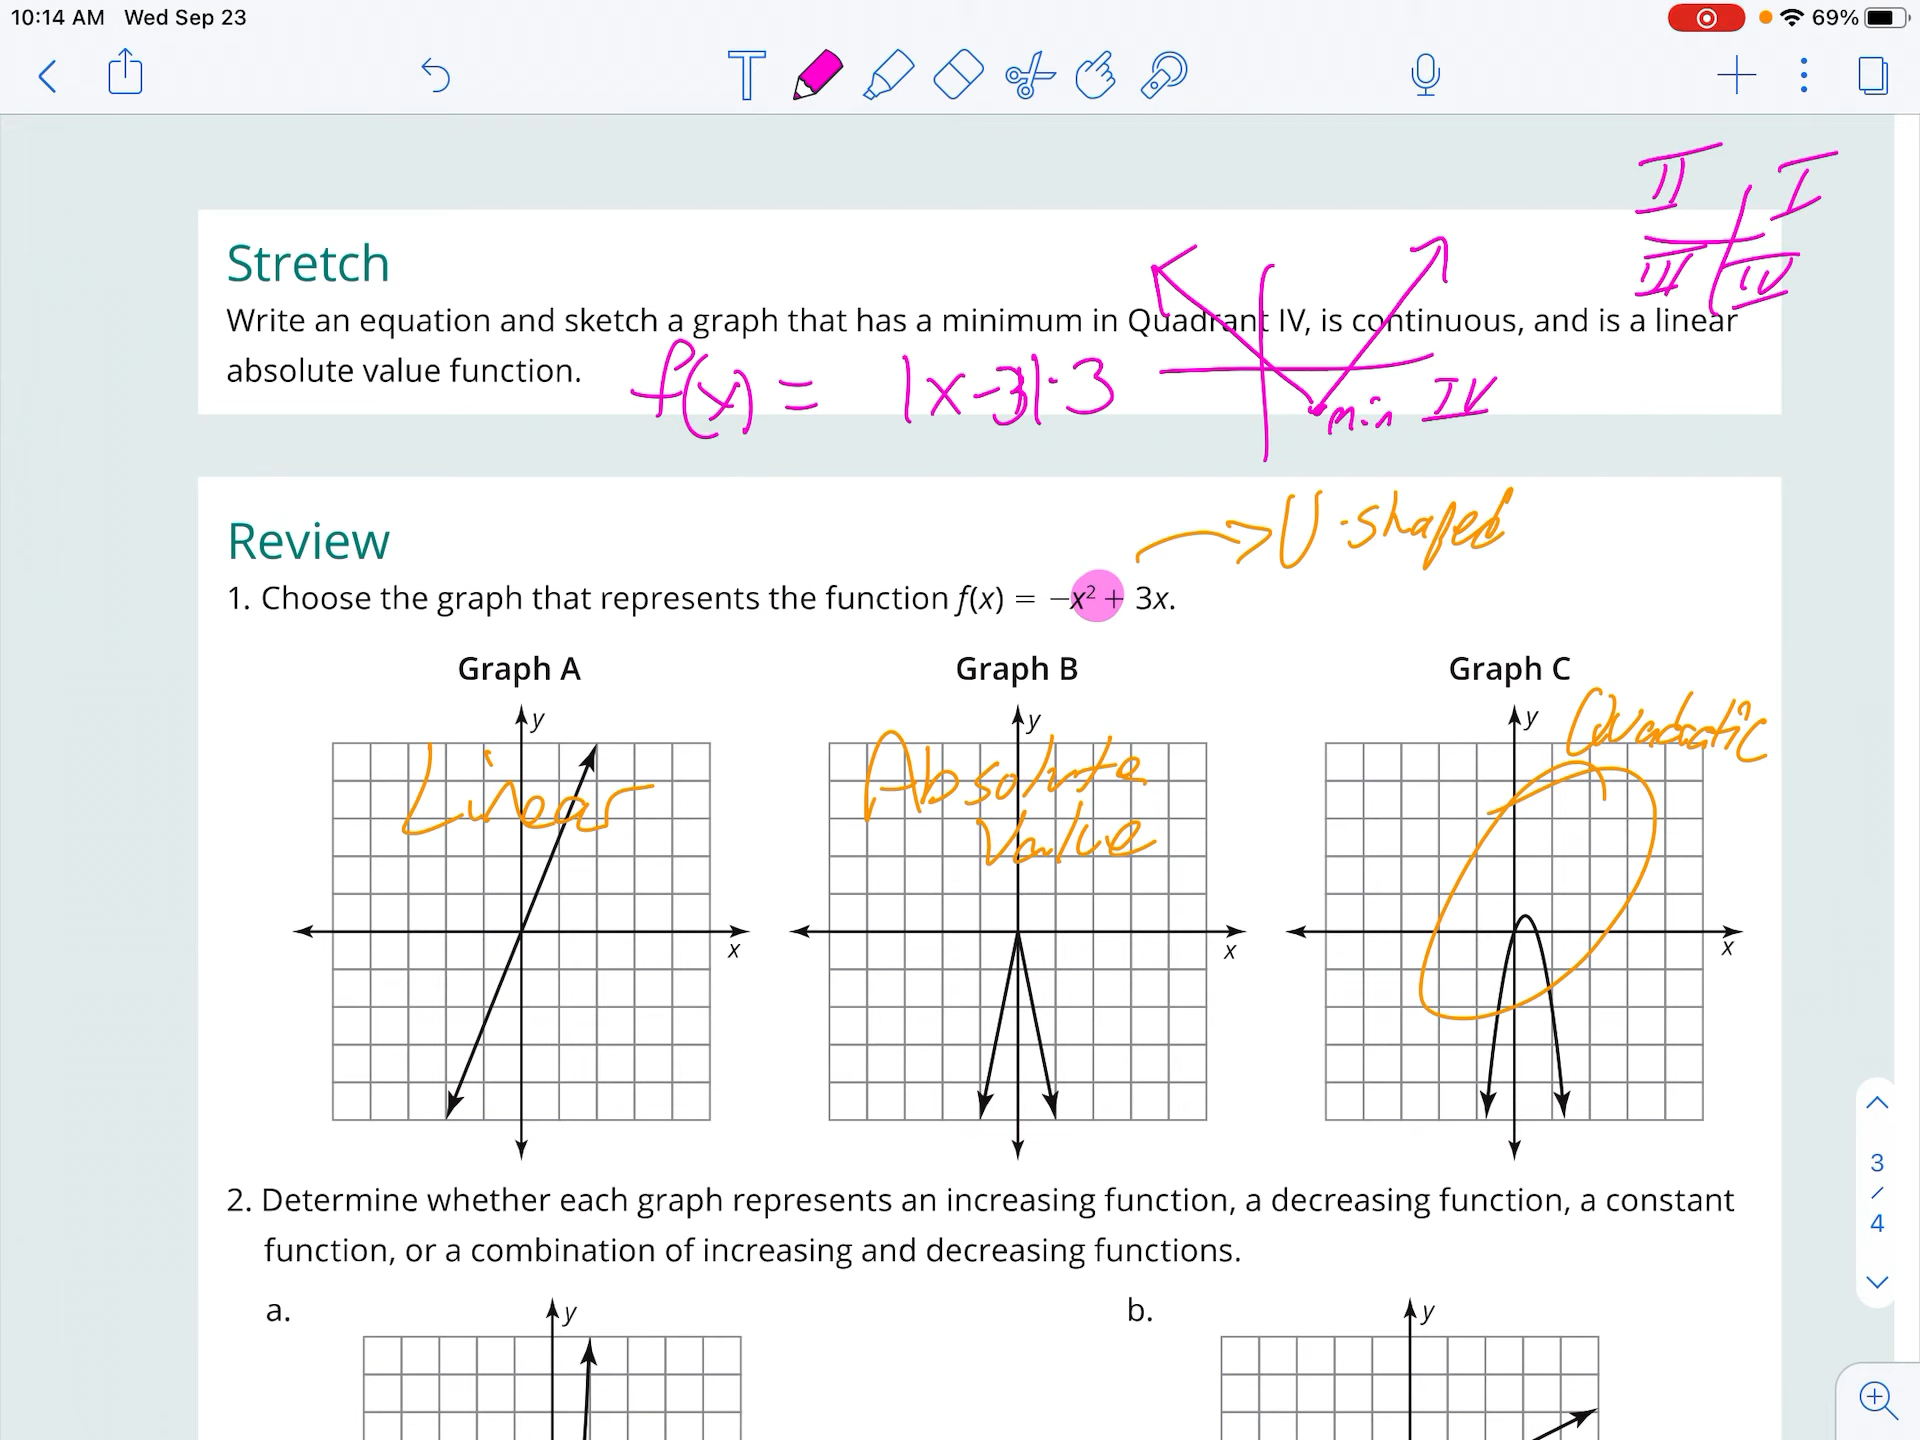 10:14 AM Wed Sep 23
69%
T
II I
III IV
Stretch
Write an equation and sketch a graph that has a minimum in Quadrant IV, is continuous, and is a linear
absolute value function.
f(x) = |x-3|·3
min IV
Review
U-shaped
1. Choose the graph that represents the function f(x) = −x² + 3x.
Graph A Graph B Graph C
Quadratic
y y y
Linear Absolute
Value
x x x
3
/
4
2. Determine whether each graph represents an increasing function, a decreasing function, a constant
function, or a combination of increasing and decreasing functions.
a. y b. y